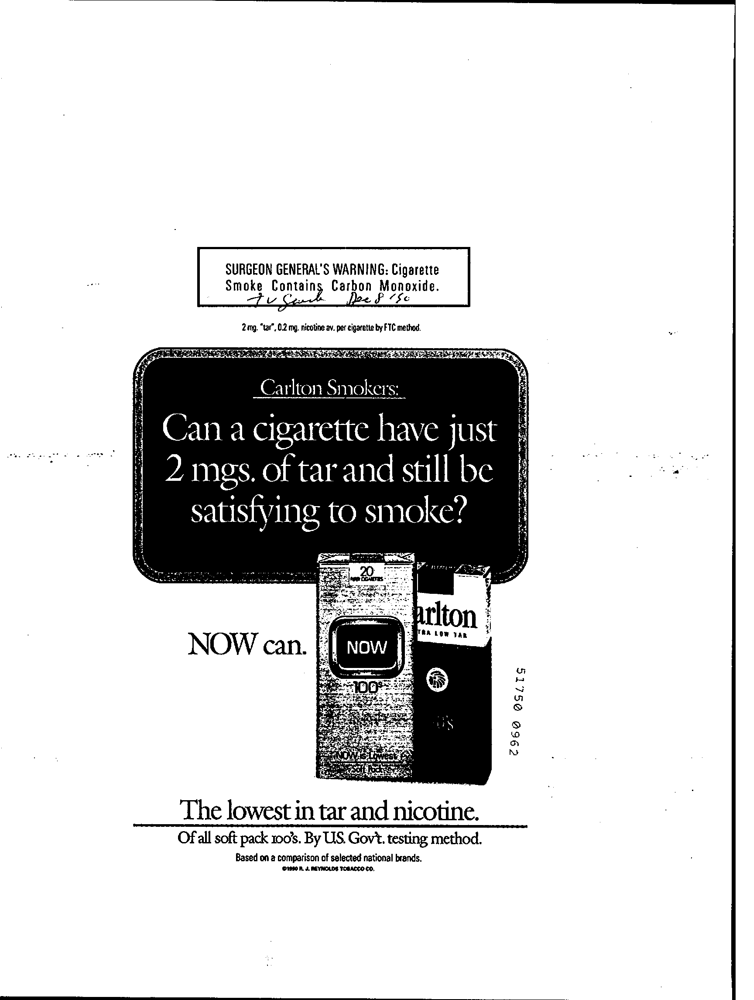 SURGEON GENERAL'S WARNING: Cigarette
Smoke Contains Carbon Monoxide.
Dec 8 '90
2 mg. "tar", 0.2 mg. nicotine av. per cigarette by FTC method.
Carlton Smokers:
Can a cigarette have just
2 mgs. of tar and still be
satisfying to smoke?
20
arlton
TRA LOW TAR
NOW can.
NOW
100's
NOW is Lowest
51750 0962
The lowest in tar and nicotine.
Of all soft pack 100's. By U.S. Gov't. testing method.
Based on a comparison of selected national brands.
©1990 R. J. REYNOLDS TOBACCO CO.